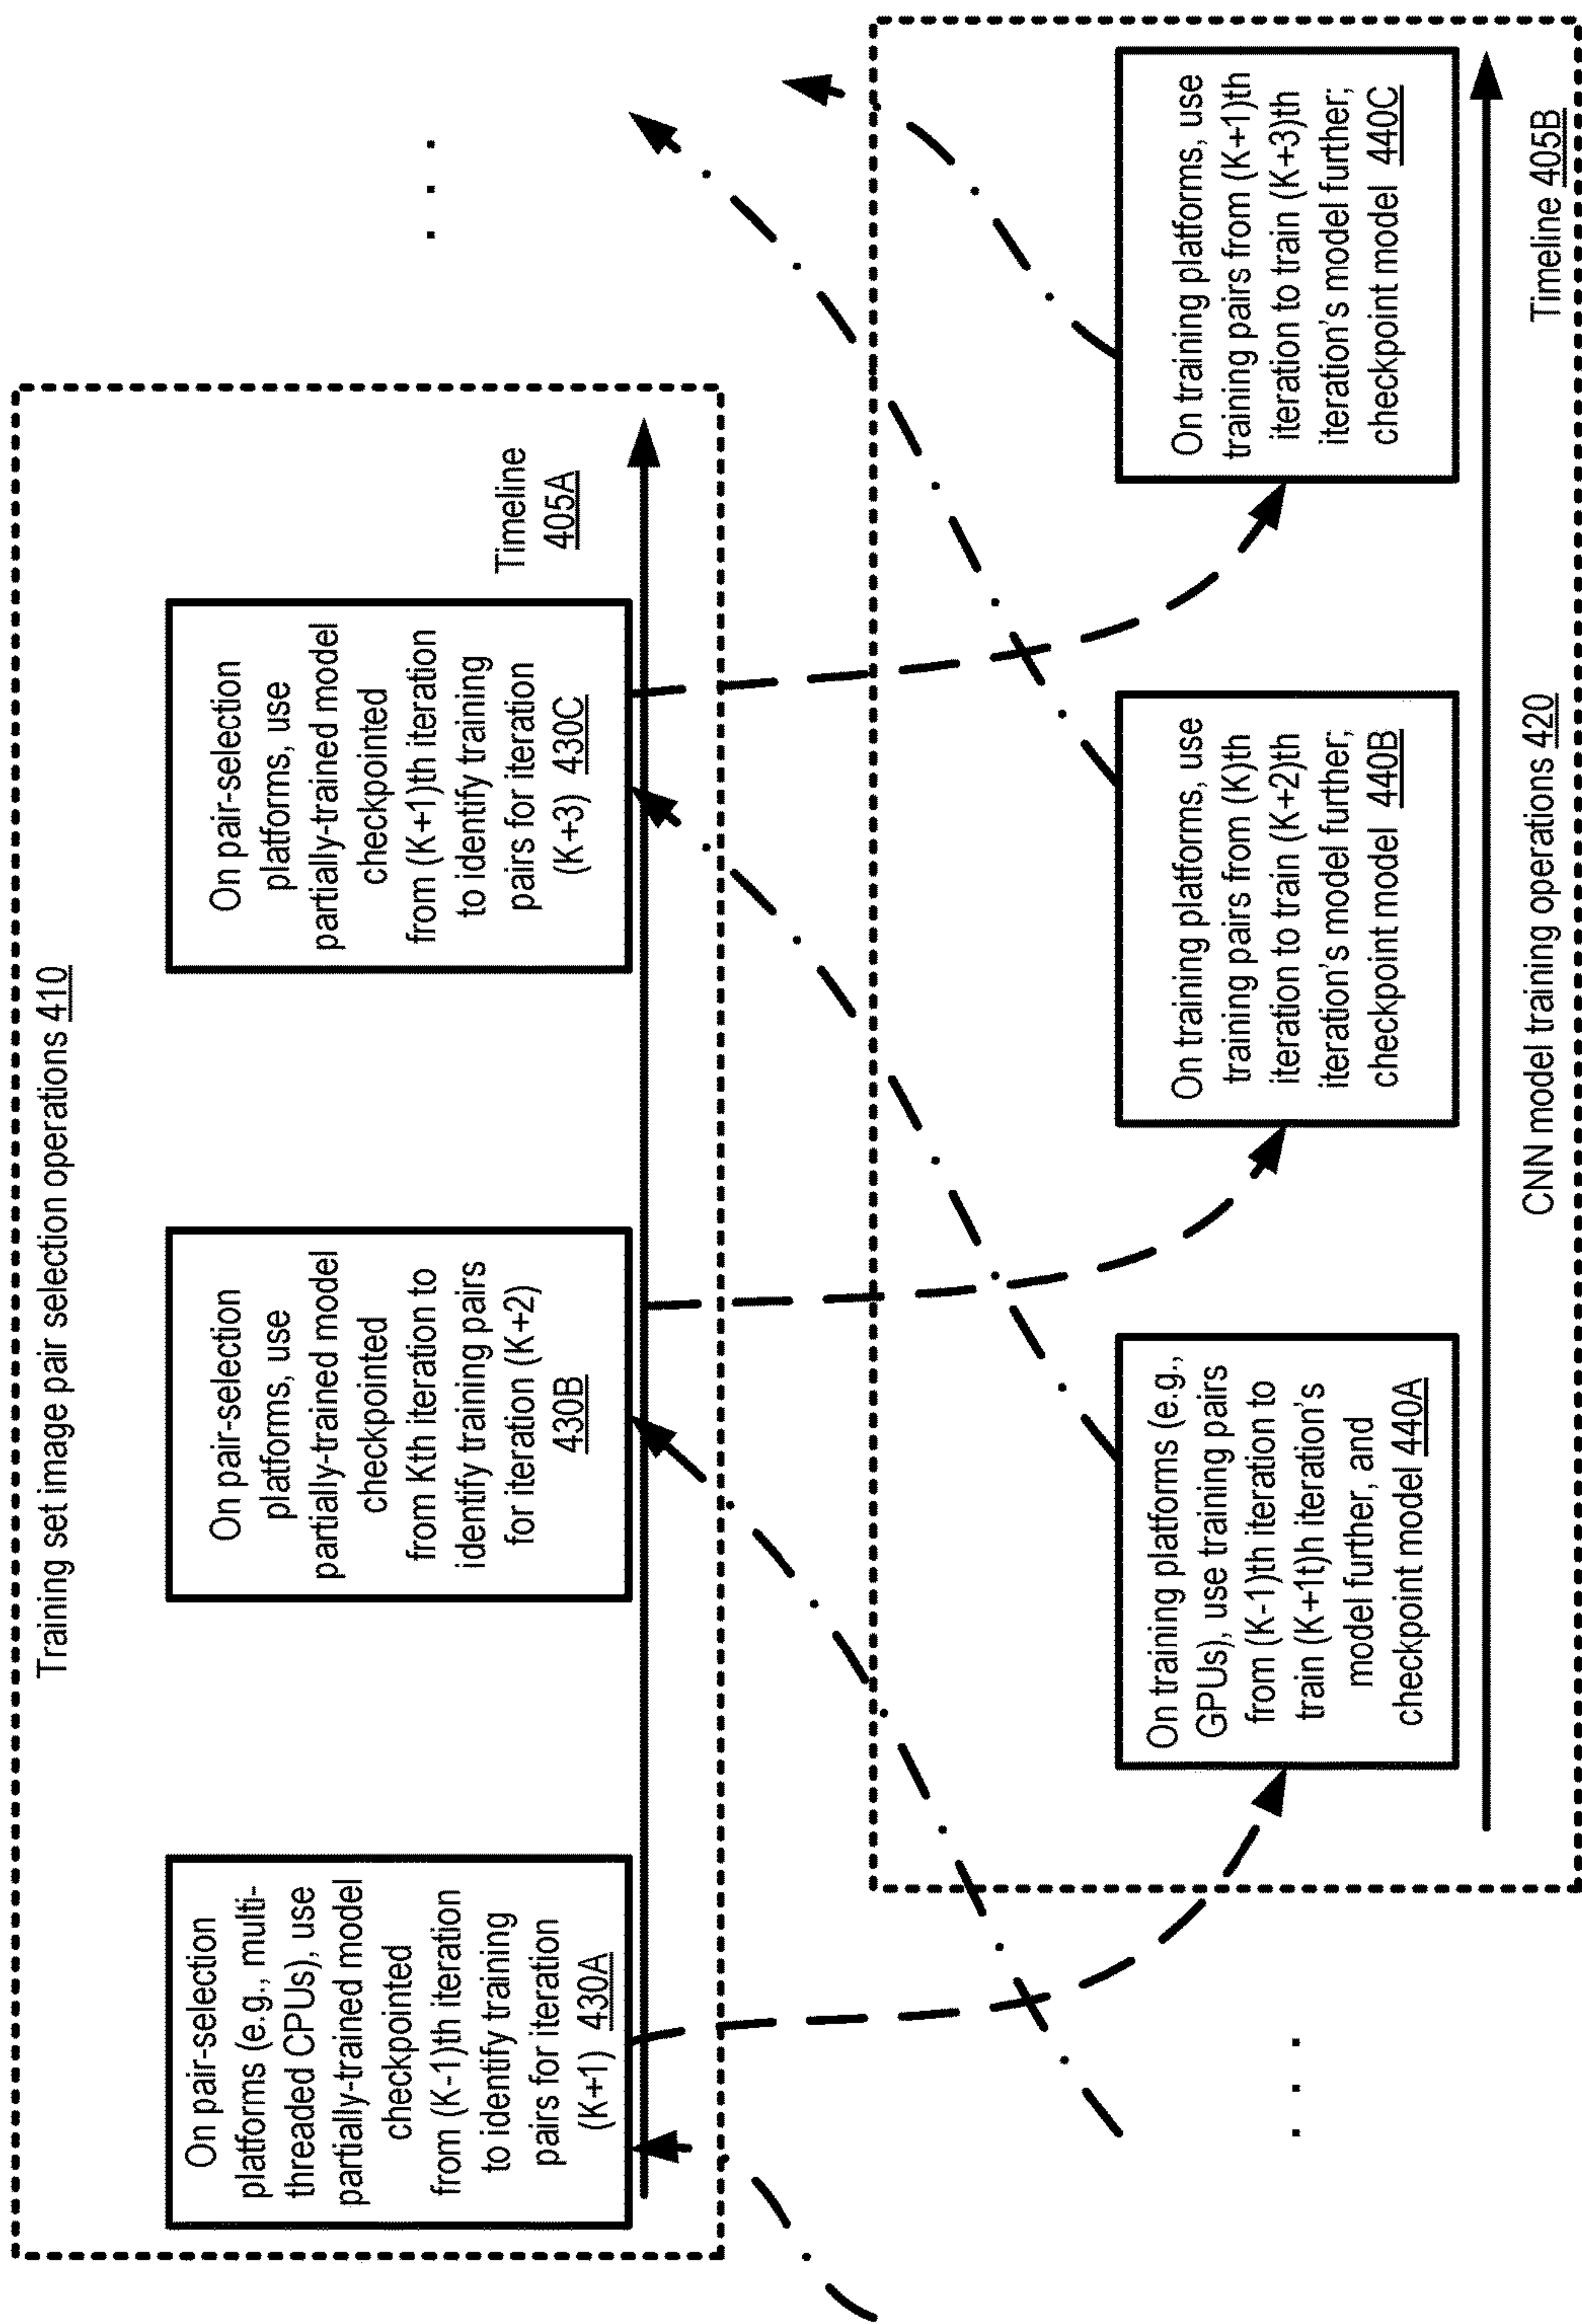 Training set image pair selection operations 410
On pair-selection
platforms (e.g., multi-
threaded CPUs), use
partially-trained model
checkpointed
from (K-1)th iteration
to identify training
pairs for iteration
(K+1) 430A
On pair-selection
platforms, use
partially-trained model
checkpointed
from Kth iteration to
identify training pairs
for iteration (K+2)
430B
On pair-selection
platforms, use
partially-trained model
checkpointed
from (K+1)th iteration
to identify training
pairs for iteration
(K+3) 430C
Timeline
405A
. . .
On training platforms (e.g.,
GPUs), use training pairs
from (K-1)th iteration to
train (K+1t)h iteration's
model further, and
checkpoint model 440A
On training platforms, use
training pairs from (K)th
iteration to train (K+2)th
iteration's model further;
checkpoint model 440B
On training platforms, use
training pairs from (K+1)th
iteration to train (K+3)th
iteration's model further;
checkpoint model 440C
. . .
CNN model training operations 420
Timeline 405B